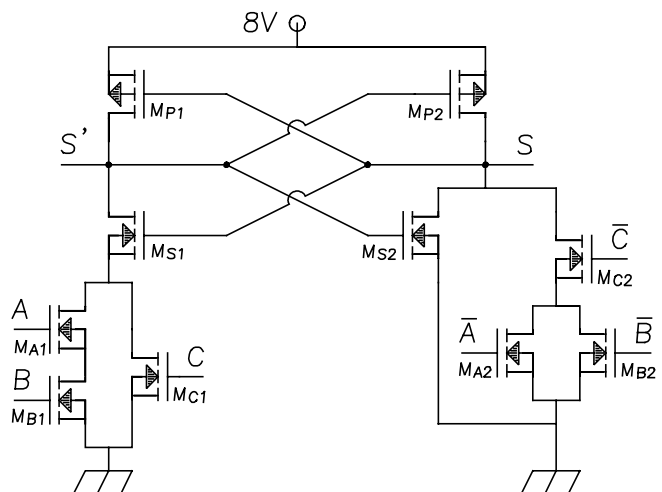 8V
M_P1
M_P2
S'
S
M_S1
M_S2
C̅
M_C2
A
M_A1
C
M_C1
B
M_B1
A̅
M_A2
B̅
M_B2